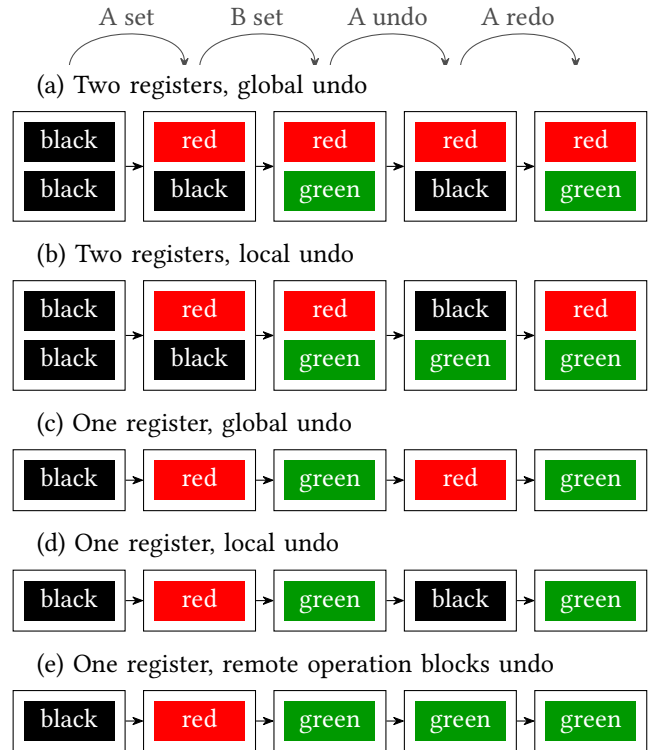 A set B set A undo A redo
(a) Two registers, global undo
black red red red red
black black green black green
(b) Two registers, local undo
black red red black red
black black green green green
(c) One register, global undo
black red green red green
(d) One register, local undo
black red green black green
(e) One register, remote operation blocks undo
black red green green green